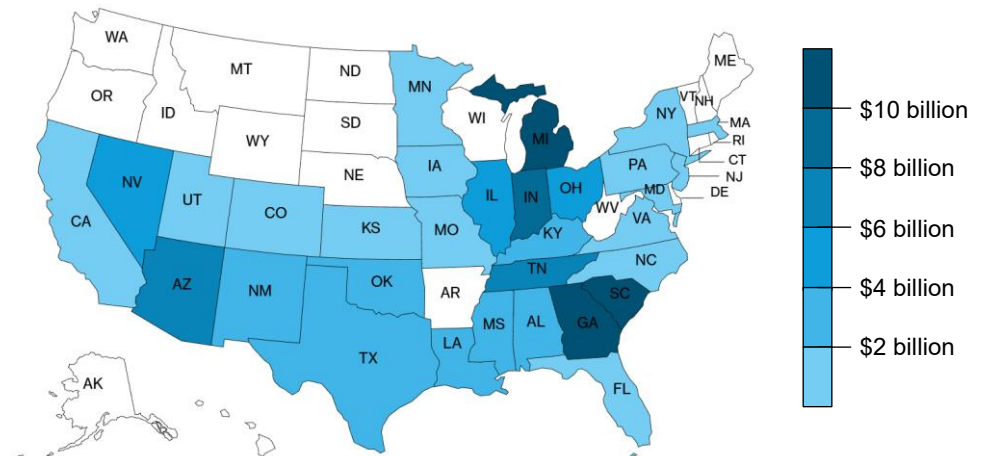 WA
MT
ND
MN
ME
OR
ID
SD
WI
MI
NY
VT
NH
MA
RI
CT
NJ
DE
WY
NE
IA
PA
MD
NV
UT
CO
KS
MO
IL
IN
OH
WV
VA
KY
CA
AZ
NM
OK
AR
TN
NC
SC
TX
LA
MS
AL
GA
FL
AK
$10 billion
$8 billion
$6 billion
$4 billion
$2 billion